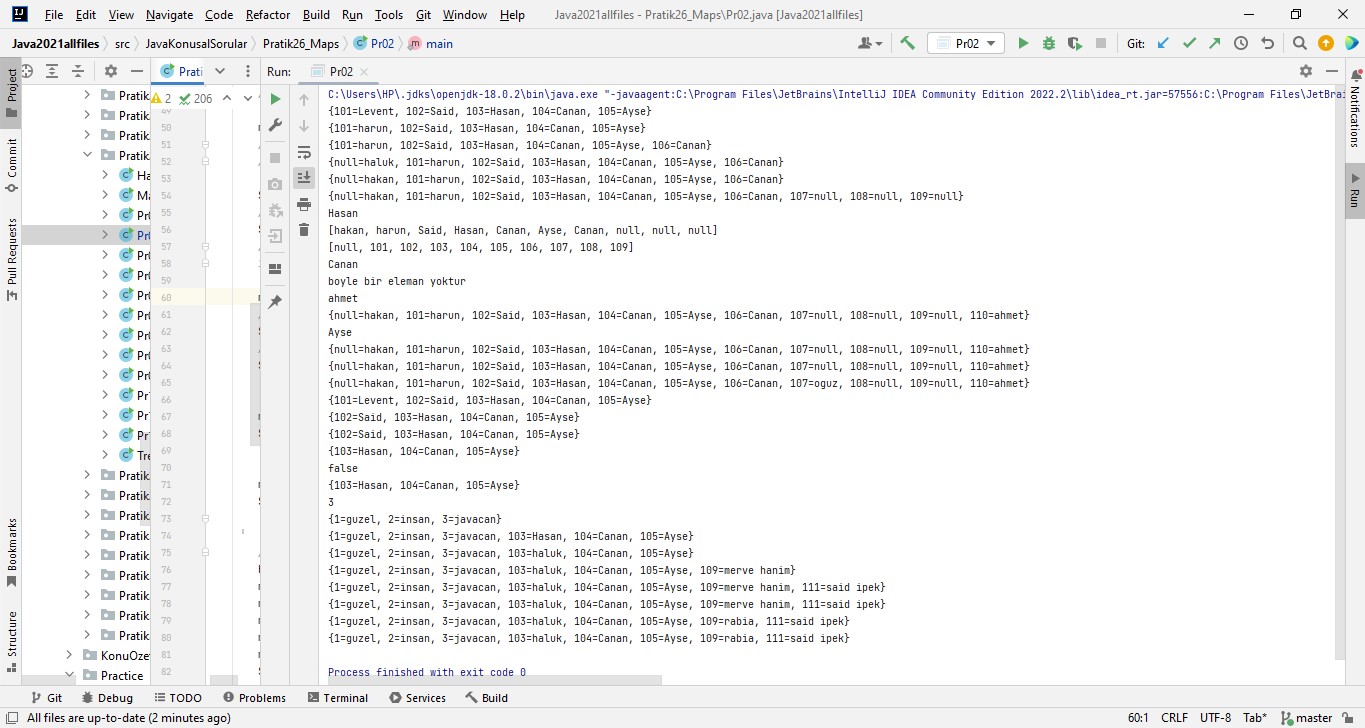 File Edit View Navigate Code Refactor Build Run Tools Git Window Help Java2021allfiles - Pratik26_Maps\Pr02.java [Java2021allfiles]
Java2021allfiles src JavaKonusalSorular Pratik26_Maps Pr02 main Pr02 Git:
Project
Commit
Pull Requests
Bookmarks
Structure
Prati
2 206
Run: Pr02
Notifications
Run
Pratik
Pratik
Pratik
Pratik
Ha
Ma
Pr0
Pr0
Pr0
Pr0
Pr0
Pr0
Pr0
Pr0
Pr0
Pr1
Pr1
Pr1
Tre
Pratik
Pratik
Pratik
Pratik
Pratik
Pratik
Pratik
Pratik
Pratik
KonuOze
Practice
49
50
51
52
53
54
55
56
57
58
59
60
61
62
63
64
65
66
67
68
69
70
71
72
73
74
75
76
77
78
79
80
81
82
C:\Users\HP\.jdks\openjdk-18.0.2\bin\java.exe "-javaagent:C:\Program Files\JetBrains\IntelliJ IDEA Community Edition 2022.2\lib\idea_rt.jar=57556:C:\Program Files\JetBra
{101=Levent, 102=Said, 103=Hasan, 104=Canan, 105=Ayse}
{101=harun, 102=Said, 103=Hasan, 104=Canan, 105=Ayse}
{101=harun, 102=Said, 103=Hasan, 104=Canan, 105=Ayse, 106=Canan}
{null=haluk, 101=harun, 102=Said, 103=Hasan, 104=Canan, 105=Ayse, 106=Canan}
{null=hakan, 101=harun, 102=Said, 103=Hasan, 104=Canan, 105=Ayse, 106=Canan}
{null=hakan, 101=harun, 102=Said, 103=Hasan, 104=Canan, 105=Ayse, 106=Canan, 107=null, 108=null, 109=null}
Hasan
[hakan, harun, Said, Hasan, Canan, Ayse, Canan, null, null, null]
[null, 101, 102, 103, 104, 105, 106, 107, 108, 109]
Canan
boyle bir eleman yoktur
ahmet
{null=hakan, 101=harun, 102=Said, 103=Hasan, 104=Canan, 105=Ayse, 106=Canan, 107=null, 108=null, 109=null, 110=ahmet}
Ayse
{null=hakan, 101=harun, 102=Said, 103=Hasan, 104=Canan, 105=Ayse, 106=Canan, 107=null, 108=null, 109=null, 110=ahmet}
{null=hakan, 101=harun, 102=Said, 103=Hasan, 104=Canan, 105=Ayse, 106=Canan, 107=null, 108=null, 109=null, 110=ahmet}
{null=hakan, 101=harun, 102=Said, 103=Hasan, 104=Canan, 105=Ayse, 106=Canan, 107=oguz, 108=null, 109=null, 110=ahmet}
{101=Levent, 102=Said, 103=Hasan, 104=Canan, 105=Ayse}
{102=Said, 103=Hasan, 104=Canan, 105=Ayse}
{102=Said, 103=Hasan, 104=Canan, 105=Ayse}
{103=Hasan, 104=Canan, 105=Ayse}
false
{103=Hasan, 104=Canan, 105=Ayse}
3
{1=guzel, 2=insan, 3=javacan}
{1=guzel, 2=insan, 3=javacan, 103=Hasan, 104=Canan, 105=Ayse}
{1=guzel, 2=insan, 3=javacan, 103=haluk, 104=Canan, 105=Ayse}
{1=guzel, 2=insan, 3=javacan, 103=haluk, 104=Canan, 105=Ayse, 109=merve hanim}
{1=guzel, 2=insan, 3=javacan, 103=haluk, 104=Canan, 105=Ayse, 109=merve hanim, 111=said ipek}
{1=guzel, 2=insan, 3=javacan, 103=haluk, 104=Canan, 105=Ayse, 109=merve hanim, 111=said ipek}
{1=guzel, 2=insan, 3=javacan, 103=haluk, 104=Canan, 105=Ayse, 109=rabia, 111=said ipek}
{1=guzel, 2=insan, 3=javacan, 103=haluk, 104=Canan, 105=Ayse, 109=rabia, 111=said ipek}
Process finished with exit code 0
Git Debug TODO Problems Terminal Services Build
All files are up-to-date (2 minutes ago) 60:1 CRLF UTF-8 Tab* master